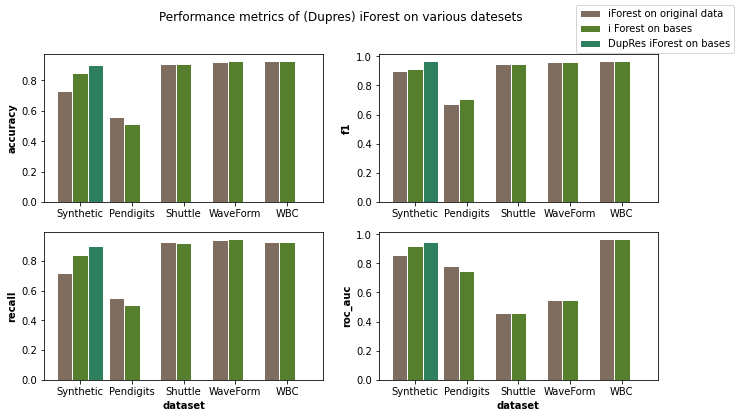 Performance metrics of (Dupres) iForest on various datesets
iForest on original data
i Forest on bases
DupRes iForest on bases
accuracy
0.8
0.6
0.4
0.2
0.0
Synthetic Pendigits Shuttle WaveForm WBC
f1
1.0
0.8
0.6
0.4
0.2
0.0
Synthetic Pendigits Shuttle WaveForm WBC
recall
0.8
0.6
0.4
0.2
0.0
Synthetic Pendigits Shuttle WaveForm WBC
dataset
roc_auc
1.0
0.8
0.6
0.4
0.2
0.0
Synthetic Pendigits Shuttle WaveForm WBC
dataset